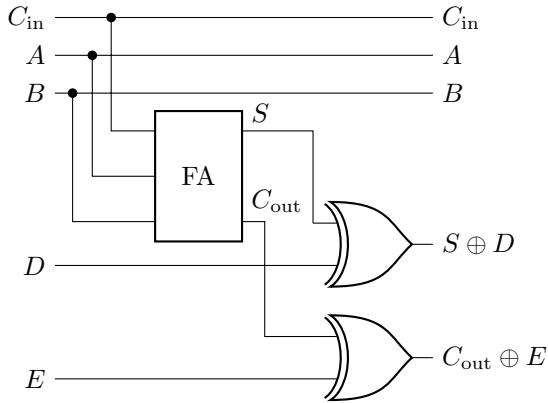 C_in C_in
A A
B B
S
FA
C_out
D S ⊕ D
E C_out ⊕ E